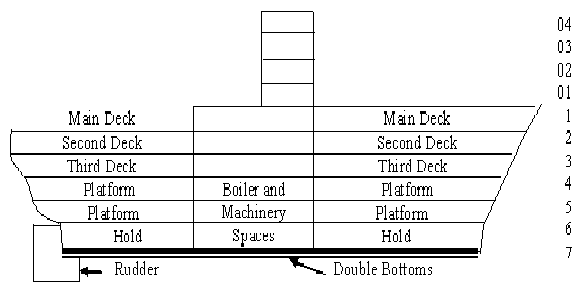 04
03
02
01
Main Deck Main Deck 1
Second Deck Second Deck 2
Third Deck Third Deck 3
Platform Boiler and Platform 4
Platform Machinery Platform 5
Hold Spaces Hold 6
7
Rudder Double Bottoms